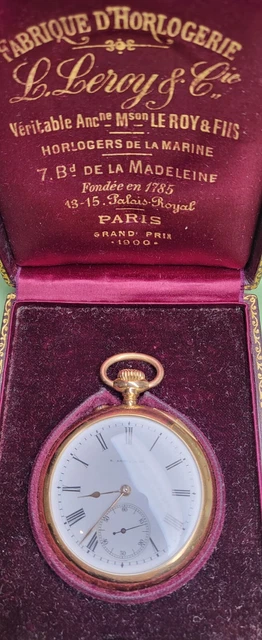 FABRIQUE D'HORLOGERIE
L. Leroy & Cie
Véritable Ancne Mson LE ROY & FILS
HORLOGERS DE LA MARINE
7, Bd DE LA MADELEINE
Fondée en 1785
13-15, Palais-Royal
PARIS
GRAND PRIX
1900